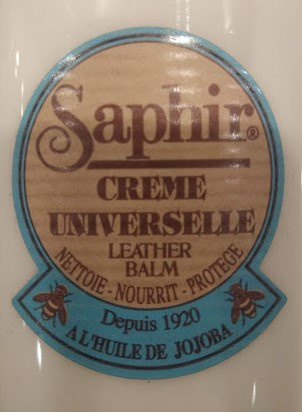 Saphir®
CREME
UNIVERSELLE
LEATHER
BALM
NETTOIE - NOURRIT - PROTEGE
Depuis 1920
A L'HUILE DE JOJOBA